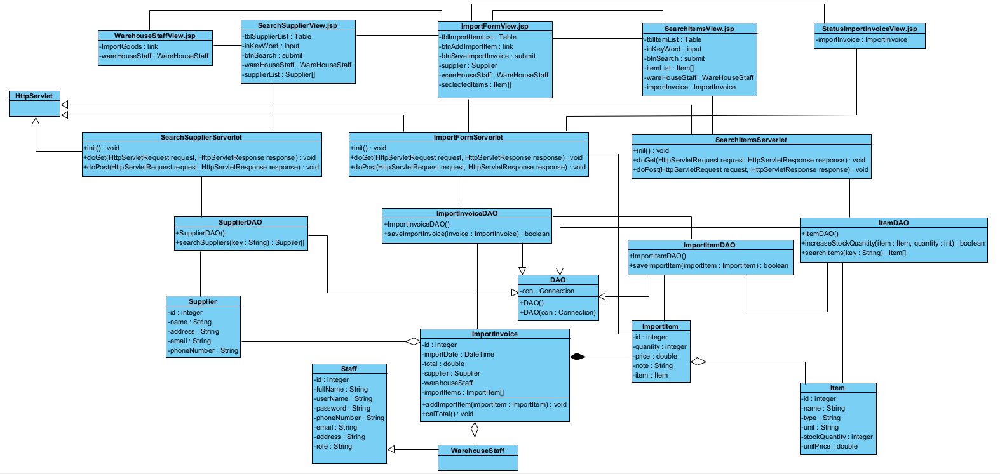 WarehouseStaffView.jsp
-ImportGoods : link
-wareHouseStaff : WareHouseStaff
SearchSupplierView.jsp
-tblSupplierList : Table
-inKeyWord : input
-btnSearch : submit
-wareHouseStaff : WareHouseStaff
-supplierList : Supplier[]
ImportFormView.jsp
-tblImportItemList : Table
-btnAddImportItem : link
-btnSaveImportInvoice : submit
-supplier : Supplier
-wareHouseStaff : WareHouseStaff
-seclectedItems : Item[]
SearchItemsView.jsp
-tblItemList : Table
-inKeyWord : input
-btnSearch : submit
-itemList : Item[]
-wareHouseStaff : WareHouseStaff
-importInvoice : ImportInvoice
StatusImportInvoiceView.jsp
-importInvoice : ImportInvoice
HttpServlet
SearchSupplierServerlet
+init() : void
+doGet(HttpServletRequest request, HttpServletResponse response) : void
+doPost(HttpServletRequest request, HttpServletResponse response) : void
ImportFormServerlet
+init() : void
+doGet(HttpServletRequest request, HttpServletResponse response) : void
+doPost(HttpServletRequest request, HttpServletResponse response) : void
SearchItemsServerlet
+init() : void
+doGet(HttpServletRequest request, HttpServletResponse response) : void
+doPost(HttpServletRequest request, HttpServletResponse response) : void
SupplierDAO
+SupplierDAO()
+searchSuppliers(key : String) : Suppiler[]
ImportInvoiceDAO
+ImportInvoiceDAO()
+saveImportInvoice(invoice : ImportInvoice) : boolean
ImportItemDAO
+ImportItemDAO()
+saveImportItem(importItem : ImportItem) : boolean
ItemDAO
+ItemDAO()
+increaseStockQuantity(item : Item, quantity : int) : boolean
+searchItems(key : String) : Item[]
DAO
-con : Connection
+DAO()
+DAO(con : Connection)
Supplier
-id : integer
-name : String
-address : String
-email : String
-phoneNumber : String
ImportInvoice
-id : integer
-importDate : DateTime
-total : double
-supplier : Supplier
-warehouseStaff
-importItems : ImportItem[]
+addImportItem(importItem : ImportItem) : void
+calTotal() : void
ImportItem
-id : integer
-quantity : integer
-price : double
-note : String
-item : Item
Staff
-id : integer
-fullName : String
-userName : String
-password : String
-phoneNumber : String
-email : String
-address : String
-role : String
Item
-id : integer
-name : String
-type : String
-unit : String
-stockQuantity : integer
-unitPrice : double
WarehouseStaff